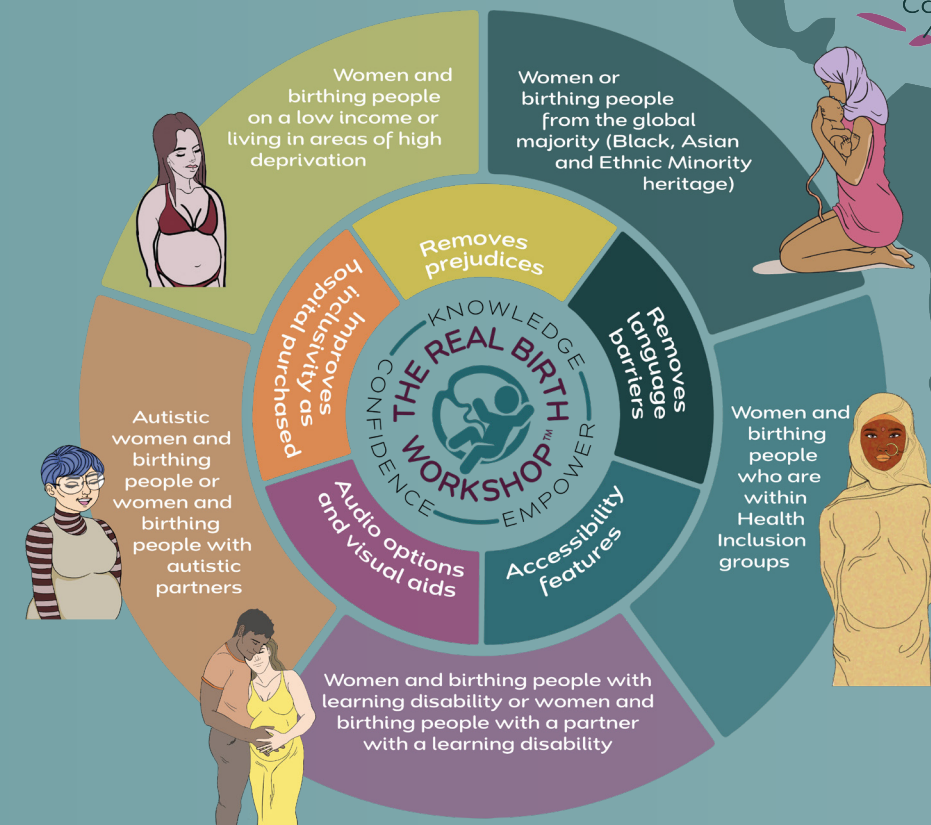 Co
Women and
birthing people
on a low income or
living in areas of high
deprivation
Women or
birthing people
from the global
majority (Black, Asian
and Ethnic Minority
heritage)
Removes
prejudices
Improves
inclusivity as
hospital purchased
Removes
language
barriers
KNOWLEDGE
THE REAL BIRTH
WORKSHOP™
CONFIDENCE
EMPOWER
Autistic
women and
birthing
people or
women and
birthing
people with
autistic
partners
Women and
birthing
people
who are
within
Health
Inclusion
groups
Audio options
and visual aids
Accessibility
features
Women and birthing people with
learning disability or women and
birthing people with a partner
with a learning disability